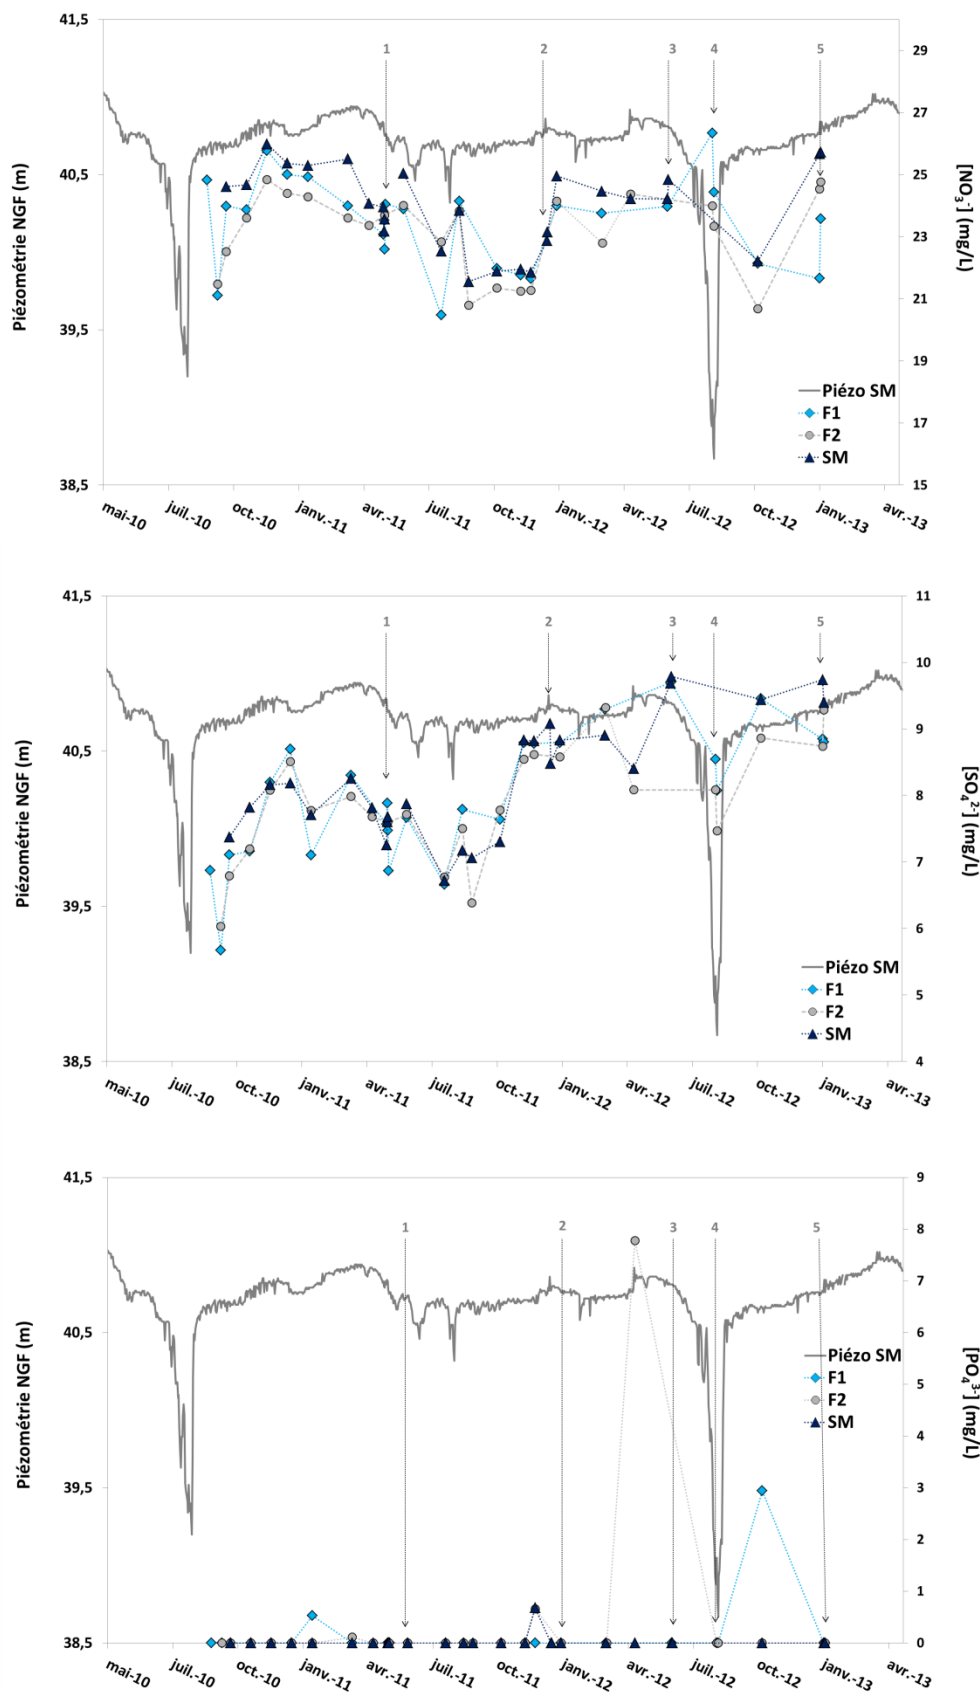 41,5
40,5
39,5
38,5
Piézométrie NGF (m)
1
2
3
4
5
29
27
25
23
21
19
17
15
[NO3-] (mg/L)
Piézo SM
F1
F2
SM
mai-10
juil.-10
oct.-10
janv.-11
avr.-11
juil.-11
oct.-11
janv.-12
avr.-12
juil.-12
oct.-12
janv.-13
avr.-13
41,5
40,5
39,5
38,5
Piézométrie NGF (m)
1
2
3
4
5
11
10
9
8
7
6
5
4
[SO4 2-] (mg/L)
Piézo SM
F1
F2
SM
mai-10
juil.-10
oct.-10
janv.-11
avr.-11
juil.-11
oct.-11
janv.-12
avr.-12
juil.-12
oct.-12
janv.-13
avr.-13
41,5
40,5
39,5
38,5
Piézométrie NGF (m)
1
2
3
4
5
9
8
7
6
5
4
3
2
1
0
[PO4 3-] (mg/L)
Piézo SM
F1
F2
SM
mai-10
juil.-10
oct.-10
janv.-11
avr.-11
juil.-11
oct.-11
janv.-12
avr.-12
juil.-12
oct.-12
janv.-13
avr.-13